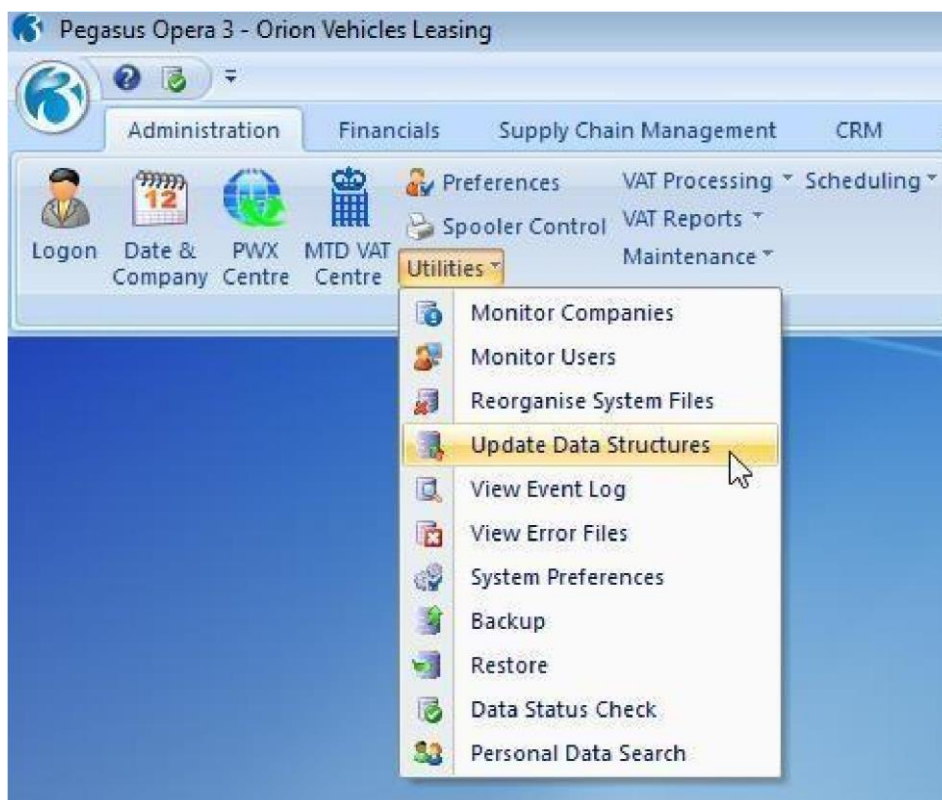 Pegasus Opera 3 - Orion Vehicles Leasing
Administration Financials Supply Chain Management CRM
Logon
12
Date & Company
PWX Centre
MTD VAT Centre
Preferences
Spooler Control
Utilities
VAT Processing
VAT Reports
Maintenance
Scheduling
Monitor Companies
Monitor Users
Reorganise System Files
Update Data Structures
View Event Log
View Error Files
System Preferences
Backup
Restore
Data Status Check
Personal Data Search